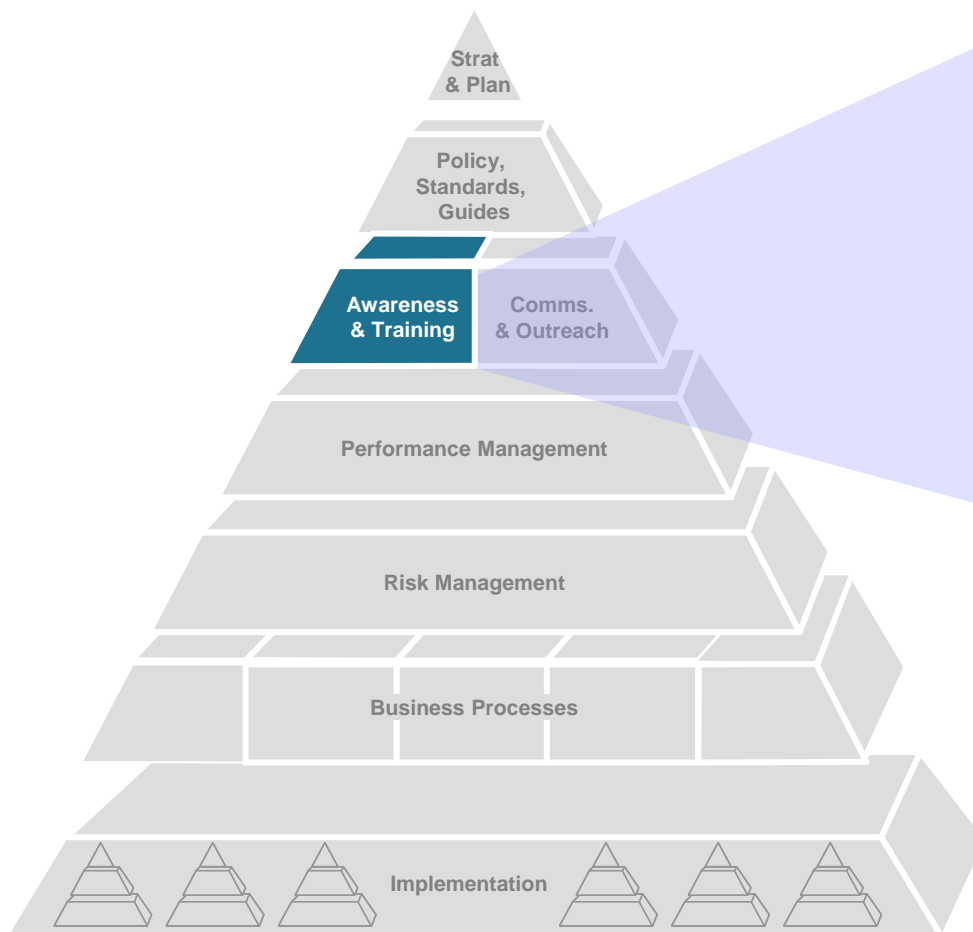 Strat
& Plan
Policy,
Standards,
Guides
Awareness
& Training
Comms.
& Outreach
Performance Management
Risk Management
Business Processes
Implementation